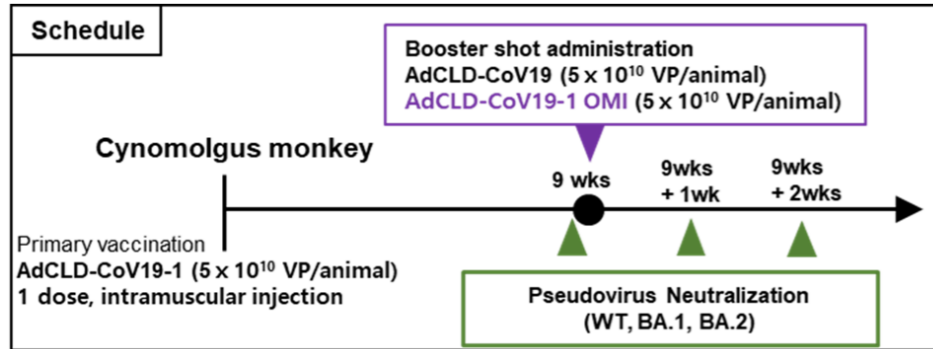 Schedule
Booster shot administration
AdCLD-CoV19 (5 x 10¹⁰ VP/animal)
AdCLD-CoV19-1 OMI (5 x 10¹⁰ VP/animal)
Cynomolgus monkey
9 wks
9wks
+ 1wk
9wks
+ 2wks
Primary vaccination
AdCLD-CoV19-1 (5 x 10¹⁰ VP/animal)
1 dose, intramuscular injection
Pseudovirus Neutralization
(WT, BA.1, BA.2)